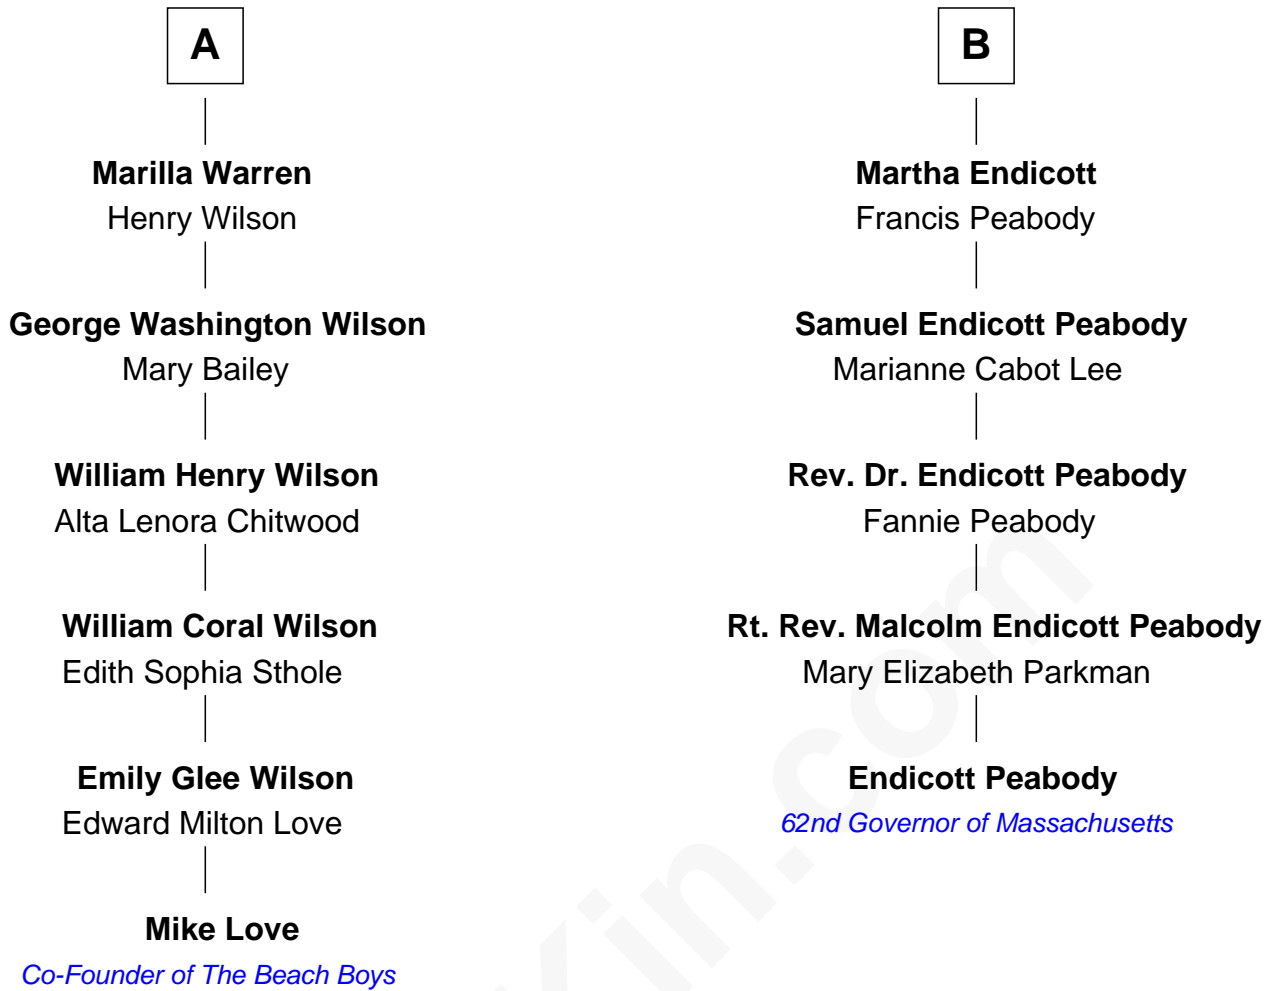 A
Marilla Warren
Henry Wilson
George Washington Wilson
Mary Bailey
William Henry Wilson
Alta Lenora Chitwood
William Coral Wilson
Edith Sophia Sthole
Emily Glee Wilson
Edward Milton Love
Mike Love
Co-Founder of The Beach Boys
B
Martha Endicott
Francis Peabody
Samuel Endicott Peabody
Marianne Cabot Lee
Rev. Dr. Endicott Peabody
Fannie Peabody
Rt. Rev. Malcolm Endicott Peabody
Mary Elizabeth Parkman
Endicott Peabody
62nd Governor of Massachusetts